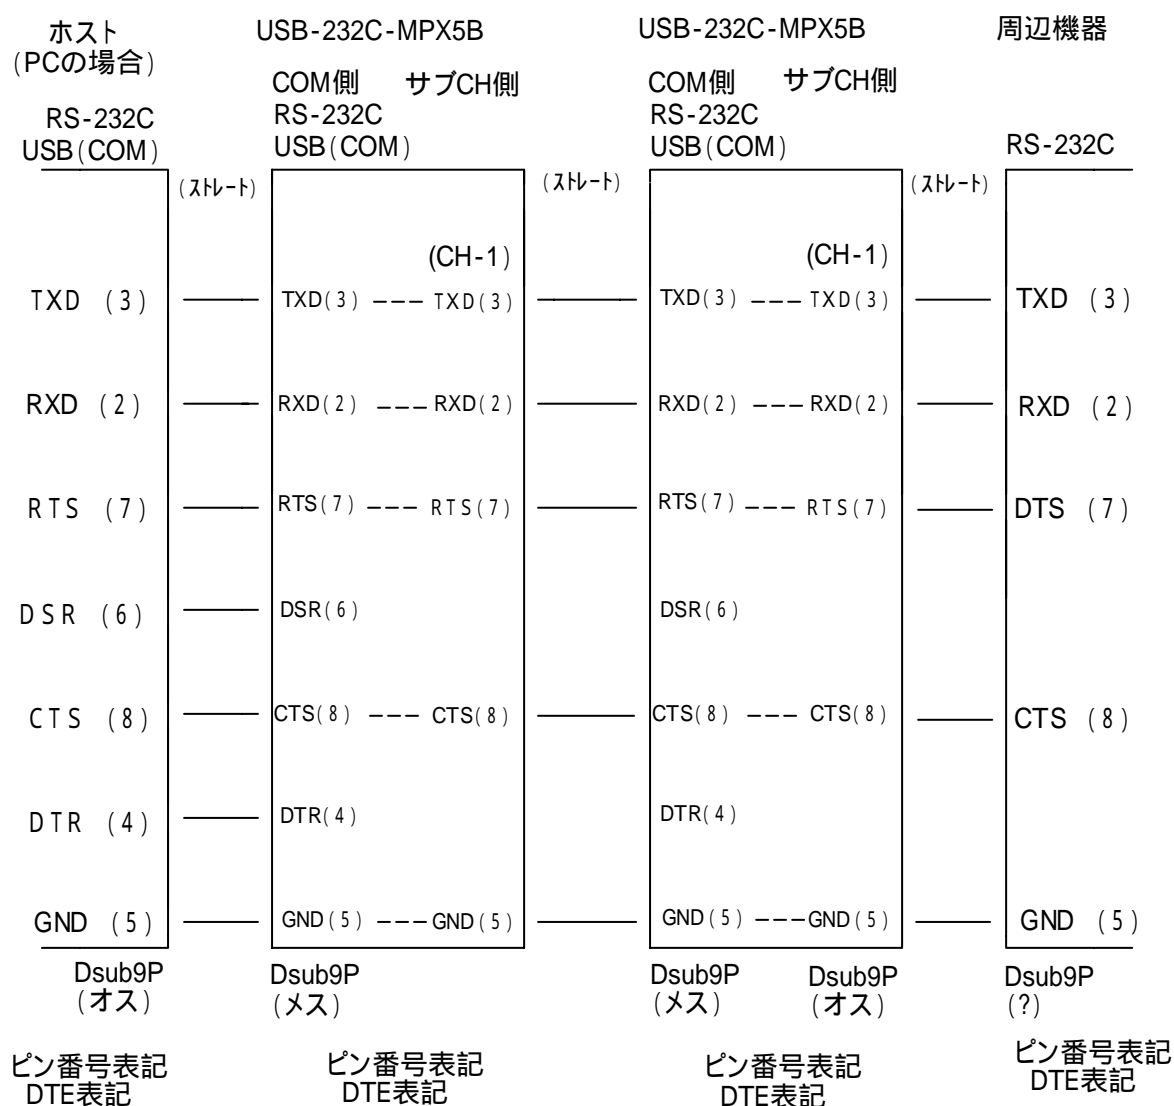 ホスト
(PCの場合)
USB-232C-MPX5B
USB-232C-MPX5B
周辺機器
COM側 サブCH側
RS-232C
USB(COM)
COM側 サブCH側
RS-232C
USB(COM)
RS-232C
USB(COM)
RS-232C
(ストレート)
(ストレート)
(ストレート)
(CH-1)
(CH-1)
TXD (3) TXD(3) --- TXD(3) TXD(3) --- TXD(3) TXD (3)
RXD (2) RXD(2) --- RXD(2) RXD(2) --- RXD(2) RXD (2)
RTS (7) RTS(7) --- RTS(7) RTS(7) --- RTS(7) DTS (7)
DSR (6) DSR(6) DSR(6)
CTS (8) CTS(8) --- CTS(8) CTS(8) --- CTS(8) CTS (8)
DTR (4) DTR(4) DTR(4)
GND (5) GND(5) --- GND(5) GND(5) --- GND(5) GND (5)
Dsub9P
(オス)
Dsub9P
(メス)
Dsub9P
(メス)
Dsub9P
(オス)
Dsub9P
(?)
ピン番号表記
DTE表記
ピン番号表記
DTE表記
ピン番号表記
DTE表記
ピン番号表記
DTE表記